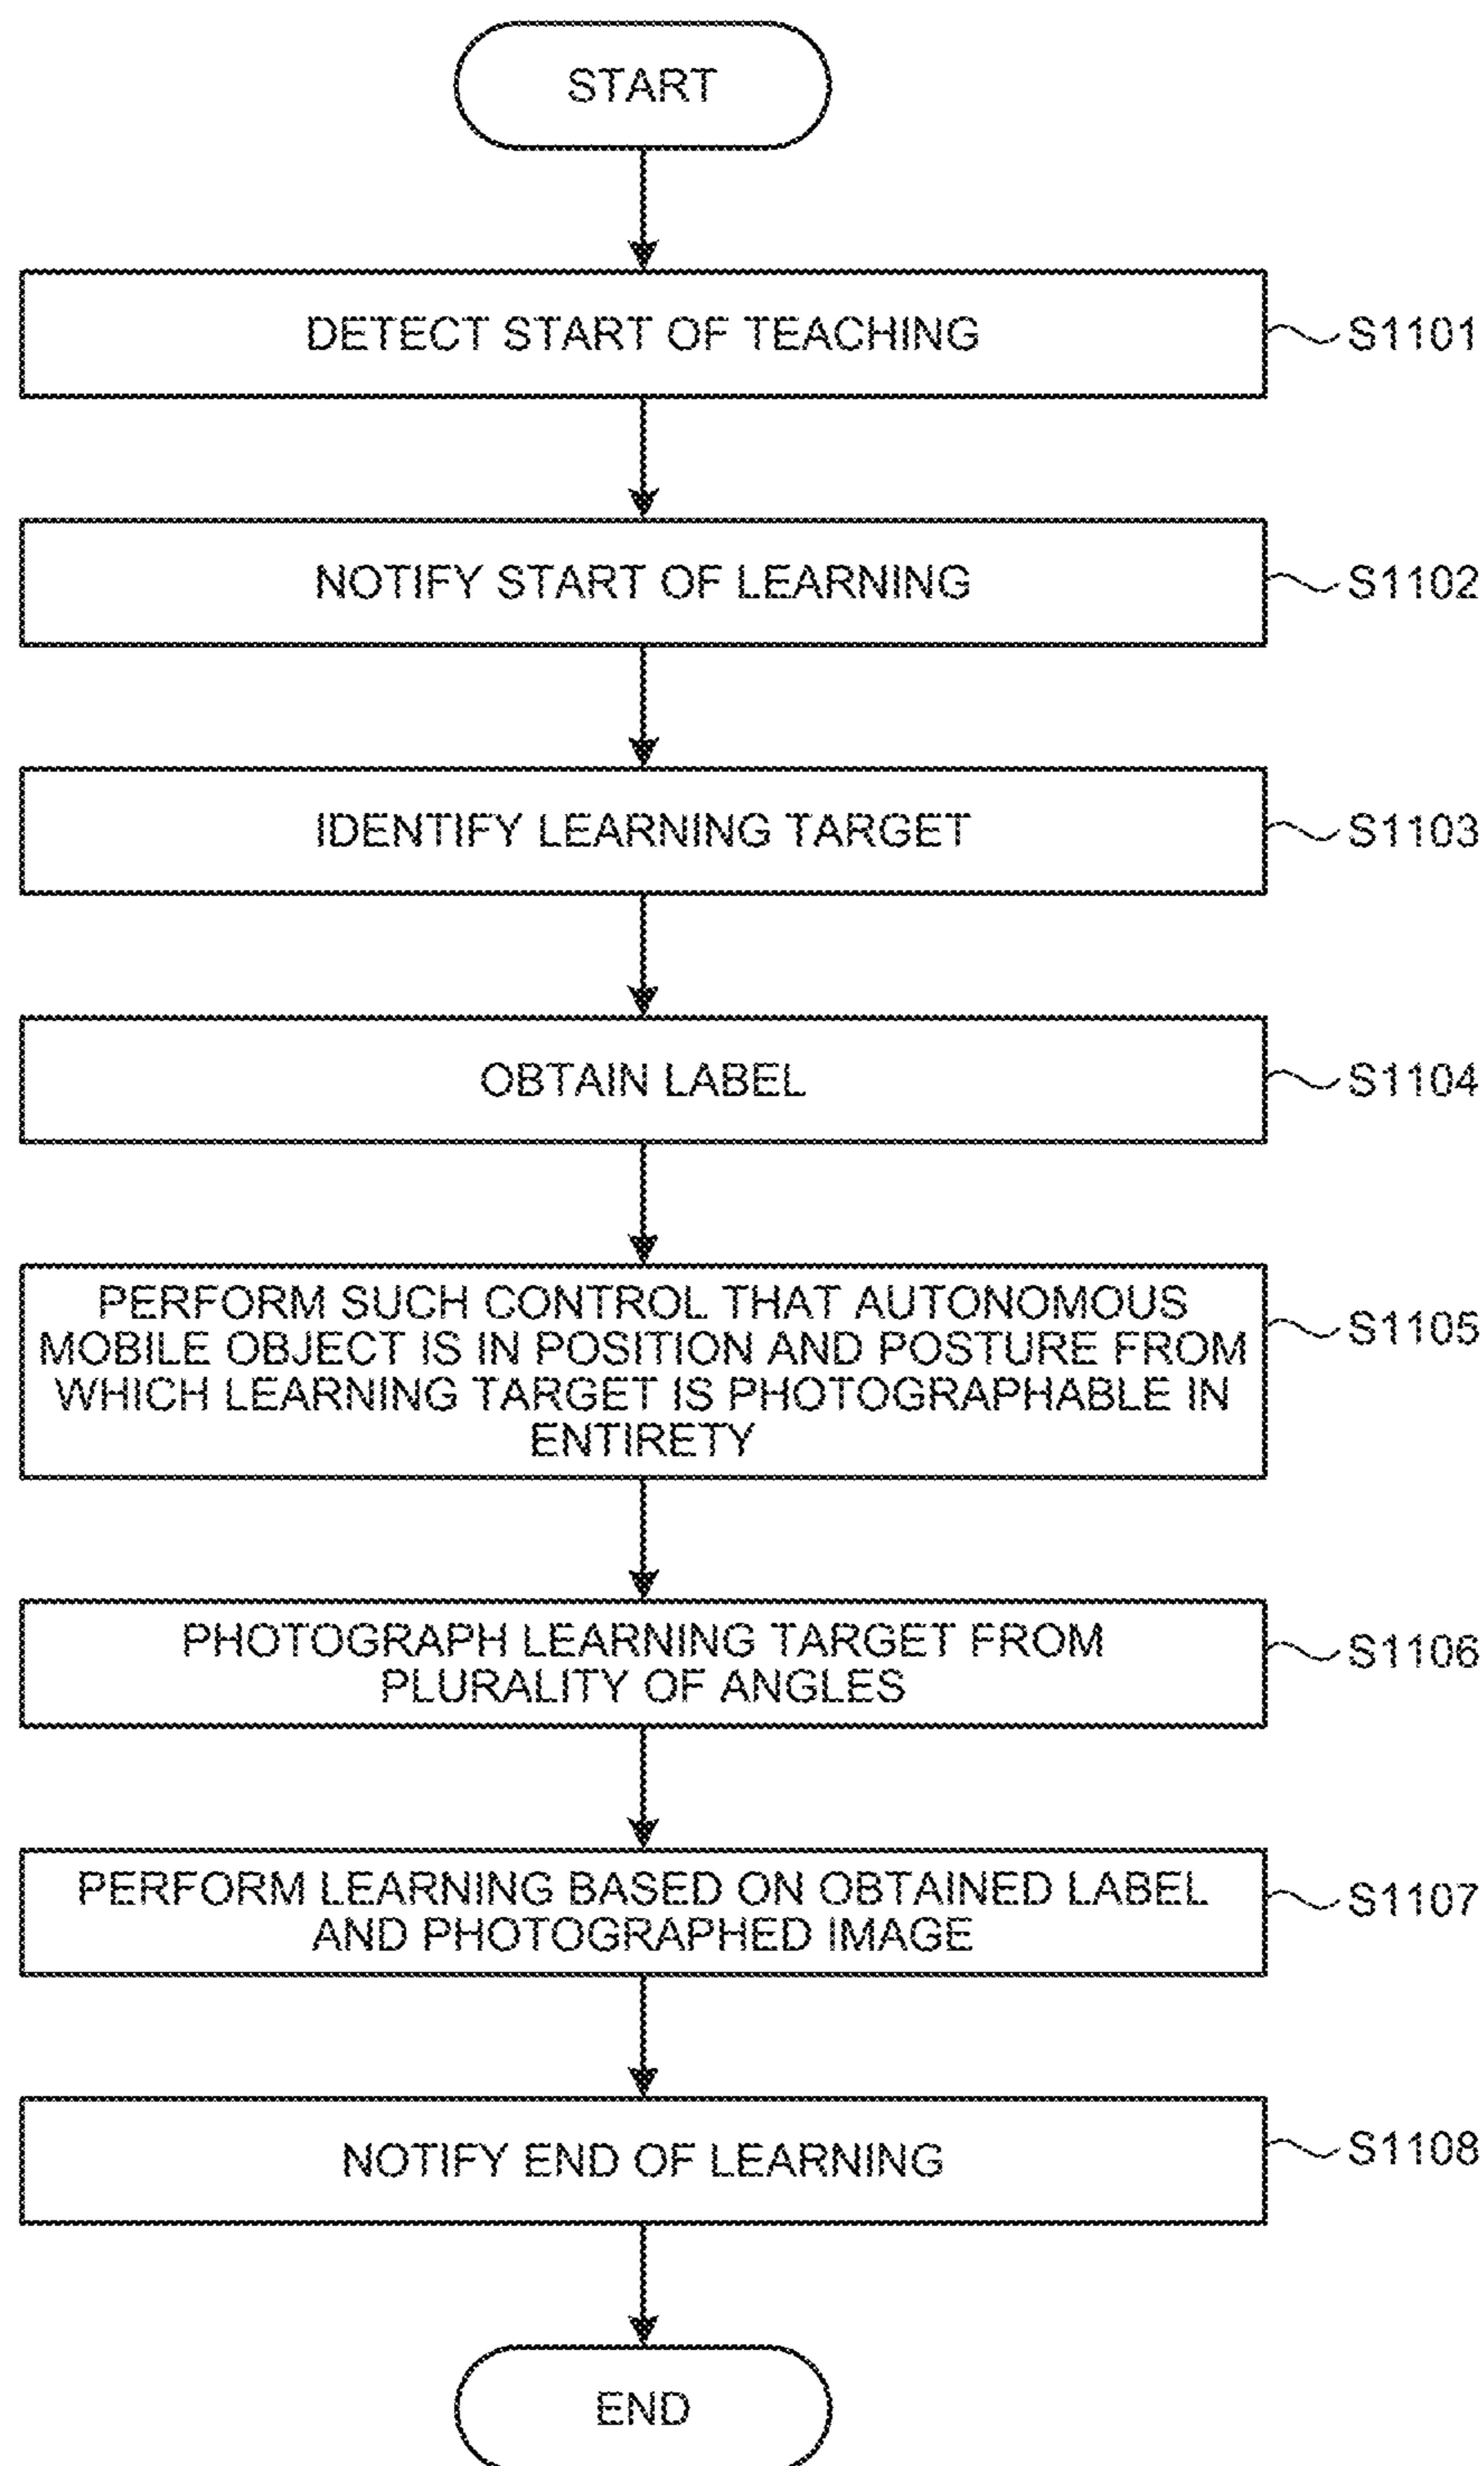 START
DETECT START OF TEACHING
S1101
NOTIFY START OF LEARNING
S1102
IDENTIFY LEARNING TARGET
S1103
OBTAIN LABEL
S1104
PERFORM SUCH CONTROL THAT AUTONOMOUS
MOBILE OBJECT IS IN POSITION AND POSTURE FROM
WHICH LEARNING TARGET IS PHOTOGRAPHABLE IN
ENTIRETY
S1105
PHOTOGRAPH LEARNING TARGET FROM
PLURALITY OF ANGLES
S1106
PERFORM LEARNING BASED ON OBTAINED LABEL
AND PHOTOGRAPHED IMAGE
S1107
NOTIFY END OF LEARNING
S1108
END